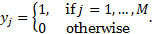 y_j = {1, if j = 1, …, M
0 otherwise.